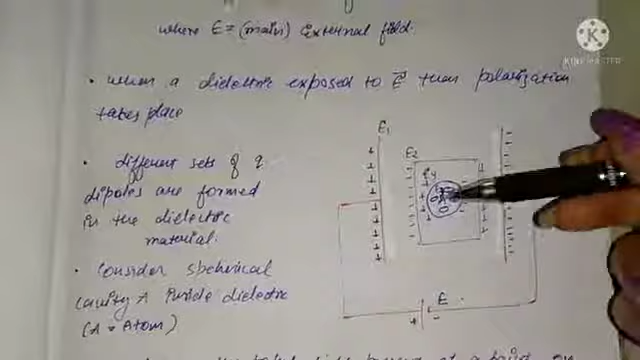 where E = (main) External field.
• when a dielectric exposed to E then polarization
takes place
• different sets of
dipoles are formed
in the dielectric
material.
• Consider spherical
cavity A inside dielectric
(A = Atom)
E1
E2
E
+ -
KINEMASTER